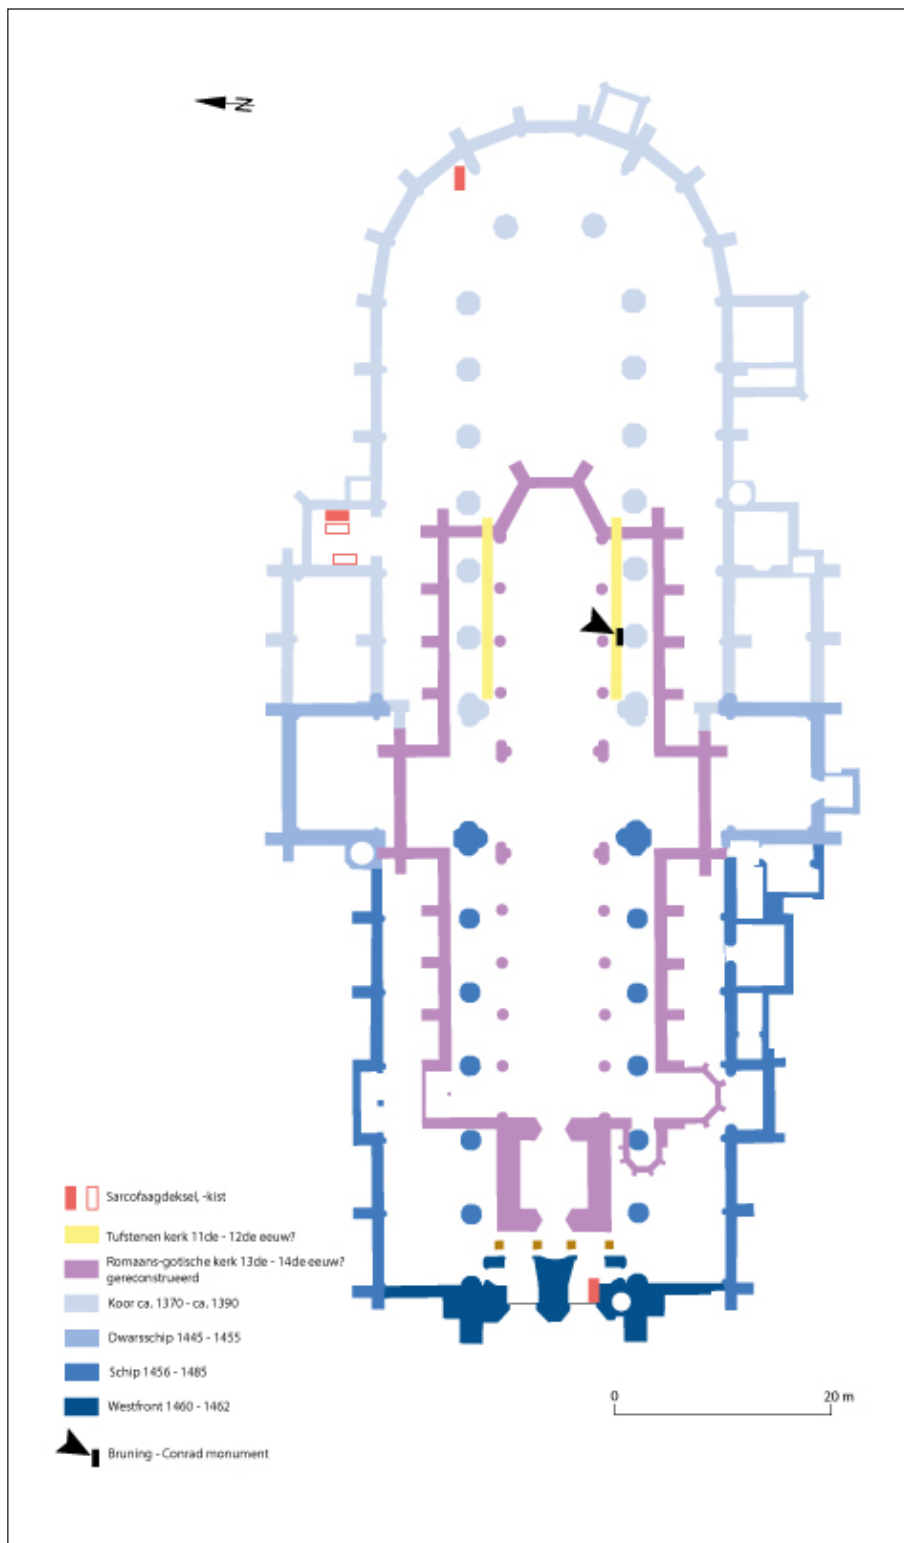 N
Sarcofaagdeksel, -kist
Tufstenen kerk 11de - 12de eeuw?
Romaans-gotische kerk 13de - 14de eeuw?
gereconstrueerd
Koor ca. 1370 - ca. 1390
Dwarsschip 1445 - 1455
Schip 1456 - 1485
Westfront 1460 - 1462
Bruning - Conrad monument
0 20 m